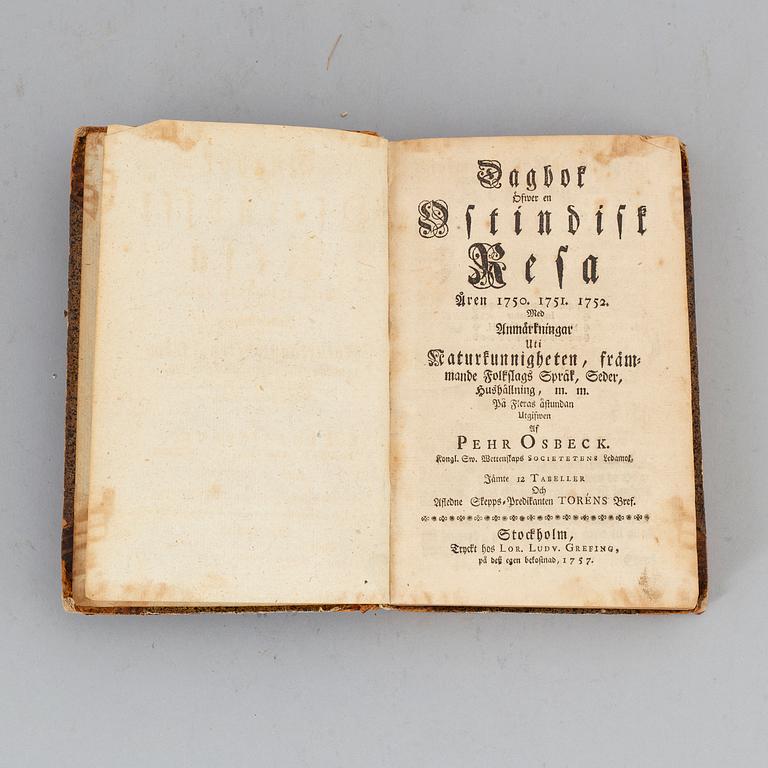 Dagbok
Öfwer en
Ostindisk
Resa
Åren 1750. 1751. 1752.
Med
Anmärkningar
Uti
Naturkunnigheten, främ-
mande Folkslags Språk, Seder,
Hushållning, m. m.
På Fleras åstundan
Utgifwen
Af
PEHR OSBECK.
Kongl. Sw. Wettenskaps SOCIETETENS Ledamot,
Jämte 12 TABELLER
Och
Afledne Skepps-Predikanten TORÉNS Bref.
Stockholm,
Tryckt hos LOR. LUDV. GREFING,
på deß egen bekostnad, 1757.